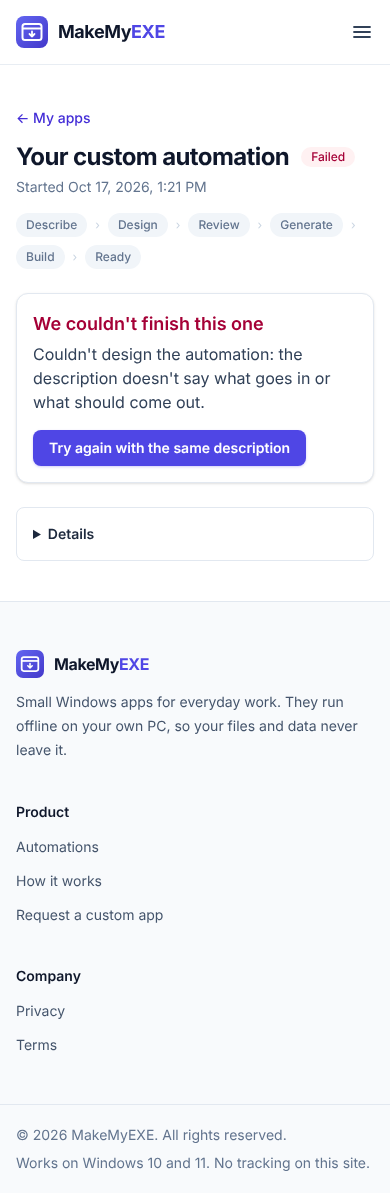 MakeMyEXE
← My apps
Your custom automation Failed
Started Oct 17, 2026, 1:21 PM
Describe › Design › Review › Generate ›
Build › Ready
We couldn't finish this one
Couldn't design the automation: the
description doesn't say what goes in or
what should come out.
Try again with the same description
▶ Details
MakeMyEXE
Small Windows apps for everyday work. They run
offline on your own PC, so your files and data never
leave it.
Product
Automations
How it works
Request a custom app
Company
Privacy
Terms
© 2026 MakeMyEXE. All rights reserved.
Works on Windows 10 and 11. No tracking on this site.